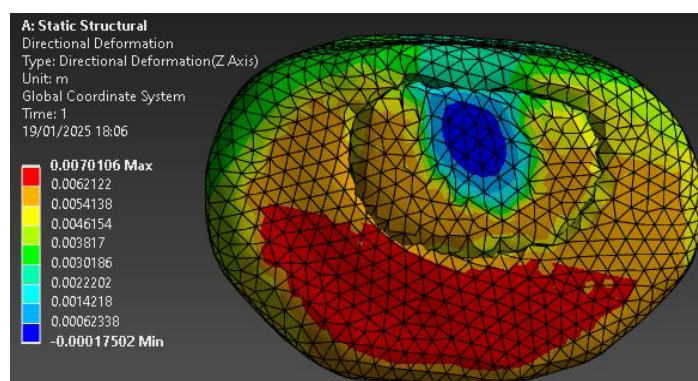 A: Static Structural
Directional Deformation
Type: Directional Deformation(Z Axis)
Unit: m
Global Coordinate System
Time: 1
19/01/2025 18:06
0.0070106 Max
0.0062122
0.0054138
0.0046154
0.003817
0.0030186
0.0022202
0.0014218
0.00062338
-0.00017502 Min